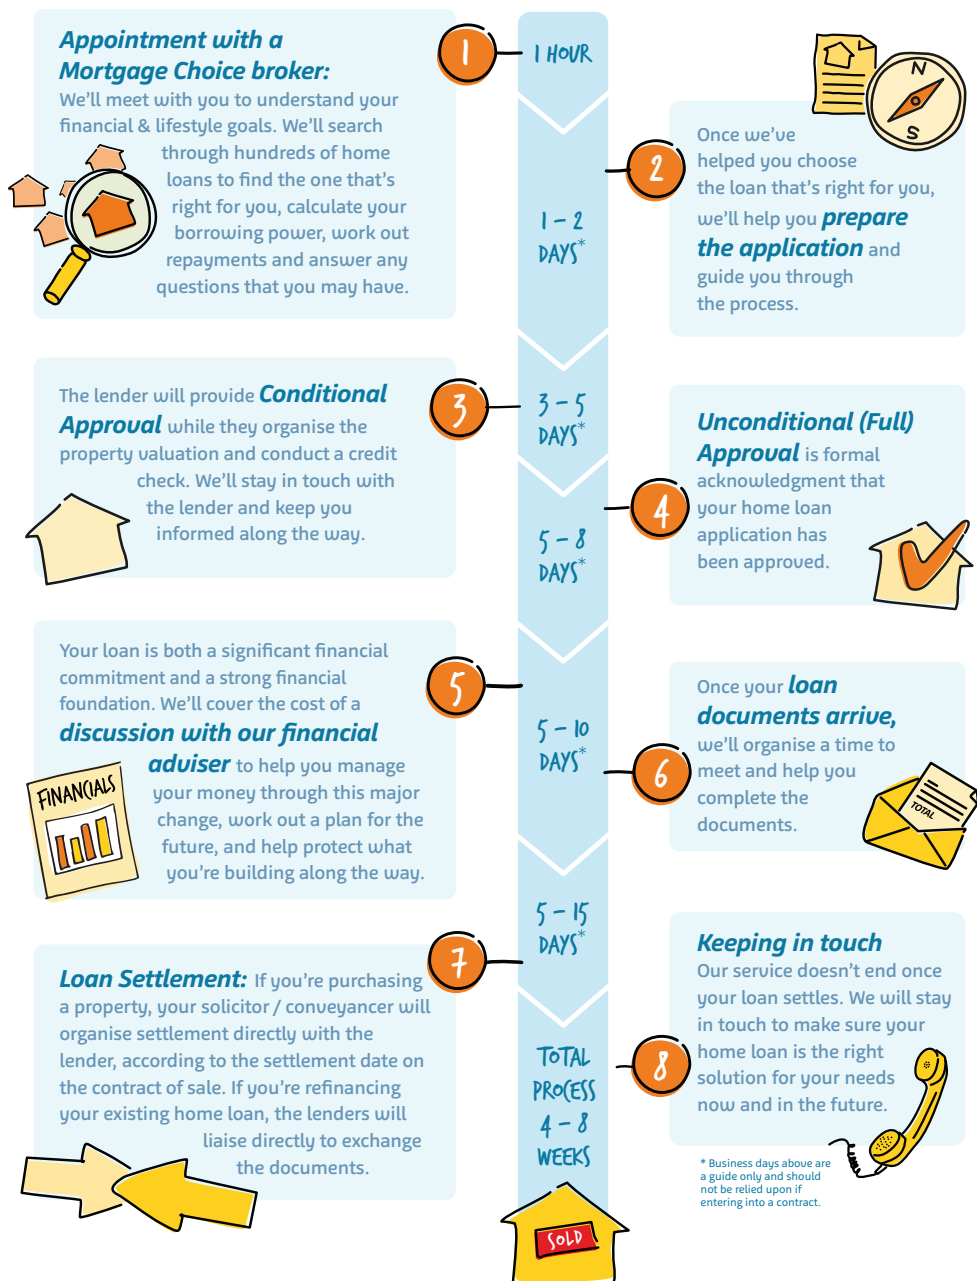 Appointment with a
Mortgage Choice broker:
We'll meet with you to understand your
financial & lifestyle goals. We'll search
through hundreds of home
loans to find the one that's
right for you, calculate your
borrowing power, work out
repayments and answer any
questions that you may have.
1
1 HOUR
N
S
2
Once we've
helped you choose
the loan that's right for you,
we'll help you prepare
the application and
guide you through
the process.
1 – 2
DAYS*
The lender will provide Conditional
Approval while they organise the
property valuation and conduct a credit
check. We'll stay in touch with
the lender and keep you
informed along the way.
3
3 – 5
DAYS*
4
Unconditional (Full)
Approval is formal
acknowledgment that
your home loan
application has
been approved.
5 – 8
DAYS*
Your loan is both a significant financial
commitment and a strong financial
foundation. We'll cover the cost of a
discussion with our financial
adviser to help you manage
your money through this major
change, work out a plan for the
future, and help protect what
you're building along the way.
FINANCIALS
5
5 – 10
DAYS*
6
Once your loan
documents arrive,
we'll organise a time to
meet and help you
complete the
documents.
TOTAL
5 – 15
DAYS*
7
Loan Settlement: If you're purchasing
a property, your solicitor / conveyancer will
organise settlement directly with the
lender, according to the settlement date on
the contract of sale. If you're refinancing
your existing home loan, the lenders will
liaise directly to exchange
the documents.
TOTAL
PROCESS
4 – 8
WEEKS
8
Keeping in touch
Our service doesn't end once
your loan settles. We will stay
in touch to make sure your
home loan is the right
solution for your needs
now and in the future.
* Business days above are
a guide only and should
not be relied upon if
entering into a contract.
SOLD